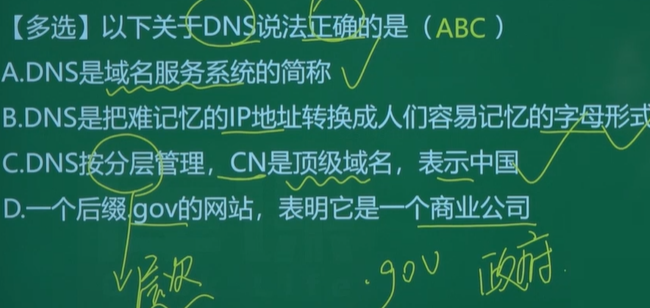 【多选】以下关于DNS说法正确的是（ABC）
A.DNS是域名服务系统的简称
B.DNS是把难记忆的IP地址转换成人们容易记忆的字母形式
C.DNS按分层管理，CN是顶级域名，表示中国
D.一个后缀.gov的网站，表明它是一个商业公司
层次 .gov 政府.